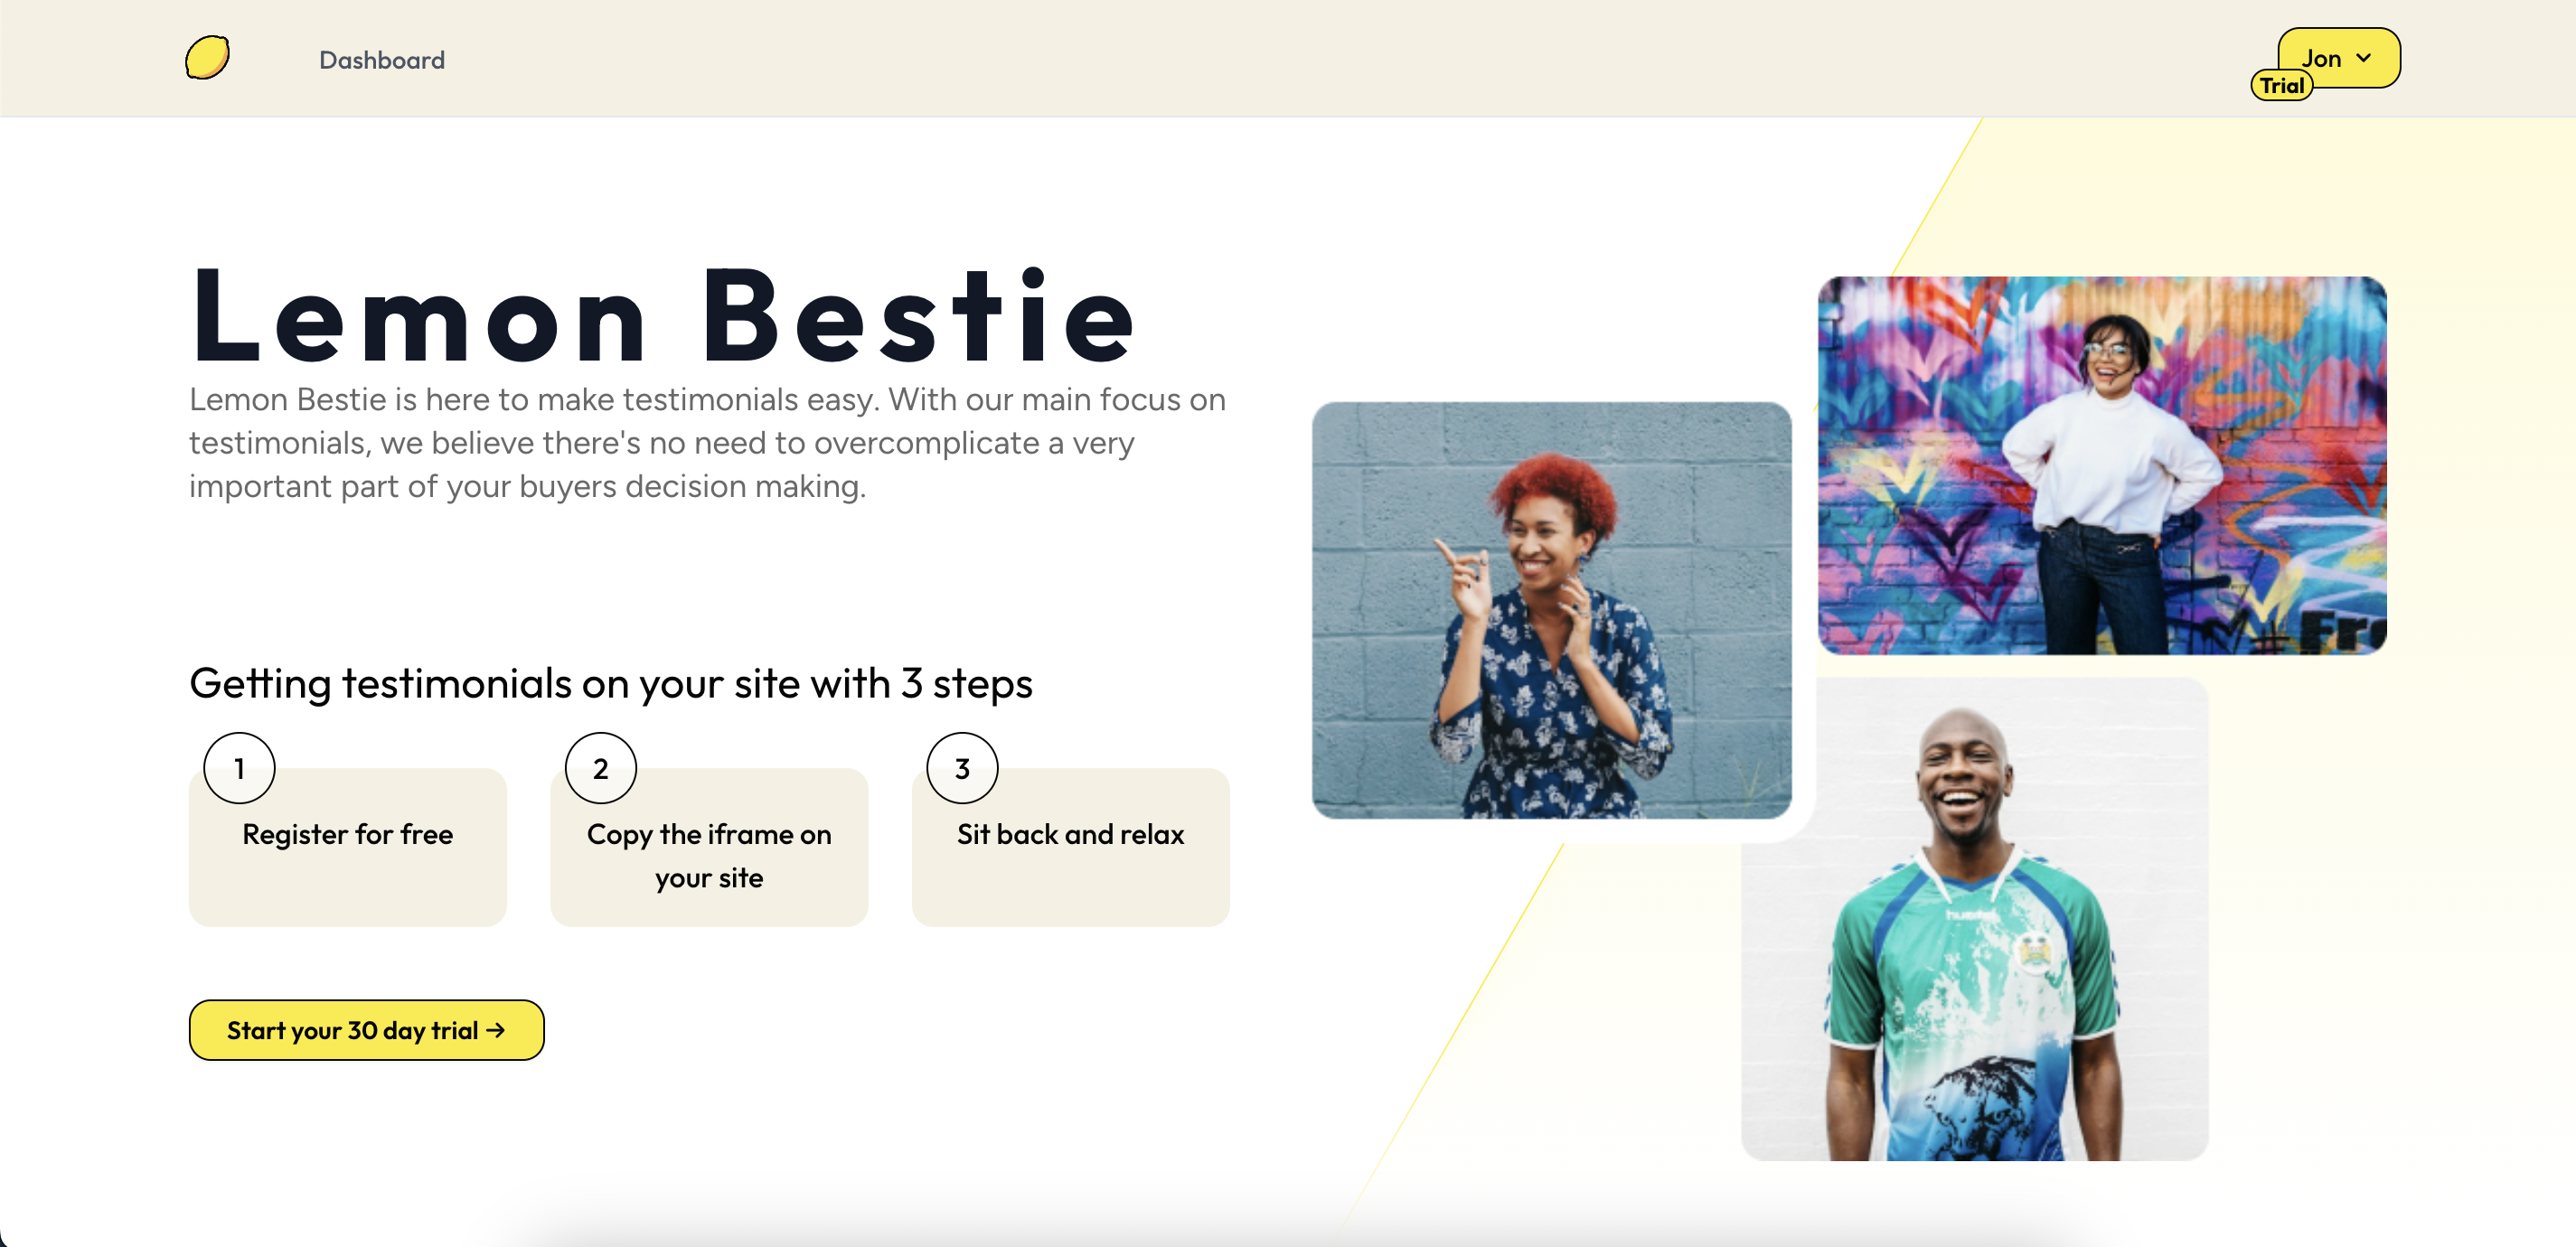 Dashboard
Jon
Trial
Lemon Bestie
Lemon Bestie is here to make testimonials easy. With our main focus on
testimonials, we believe there's no need to overcomplicate a very
important part of your buyers decision making.
Getting testimonials on your site with 3 steps
1
Register for free
2
Copy the iframe on
your site
3
Sit back and relax
Start your 30 day trial →